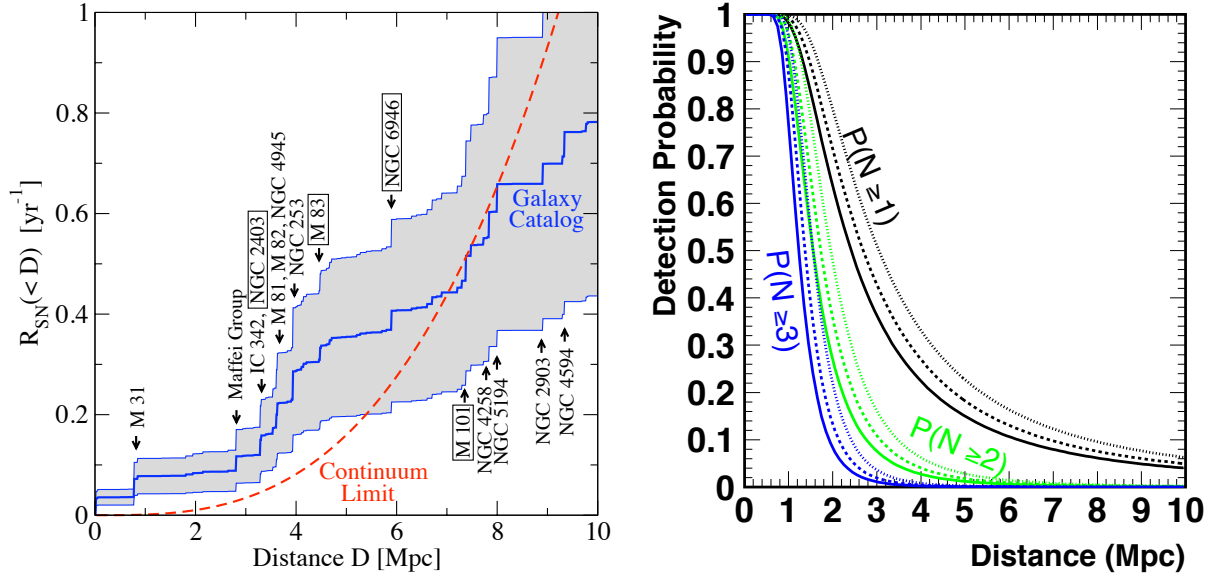 1
0.8
0.6
0.4
0.2
0
0 2 4 6 8 10
R_SN(< D) [yr⁻¹]
Distance D [Mpc]
M 31
Maffei Group
IC 342, NGC 2403
M 81, M 82, NGC 4945
NGC 253
M 83
NGC 6946
Galaxy
Catalog
Continuum
Limit
M 101
NGC 4258
NGC 5194
NGC 2903
NGC 4594
Detection Probability
1
0.9
0.8
0.7
0.6
0.5
0.4
0.3
0.2
0.1
0
0 1 2 3 4 5 6 7 8 9 10
P(N ≥1)
P(N ≥2)
P(N ≥3)
Distance (Mpc)